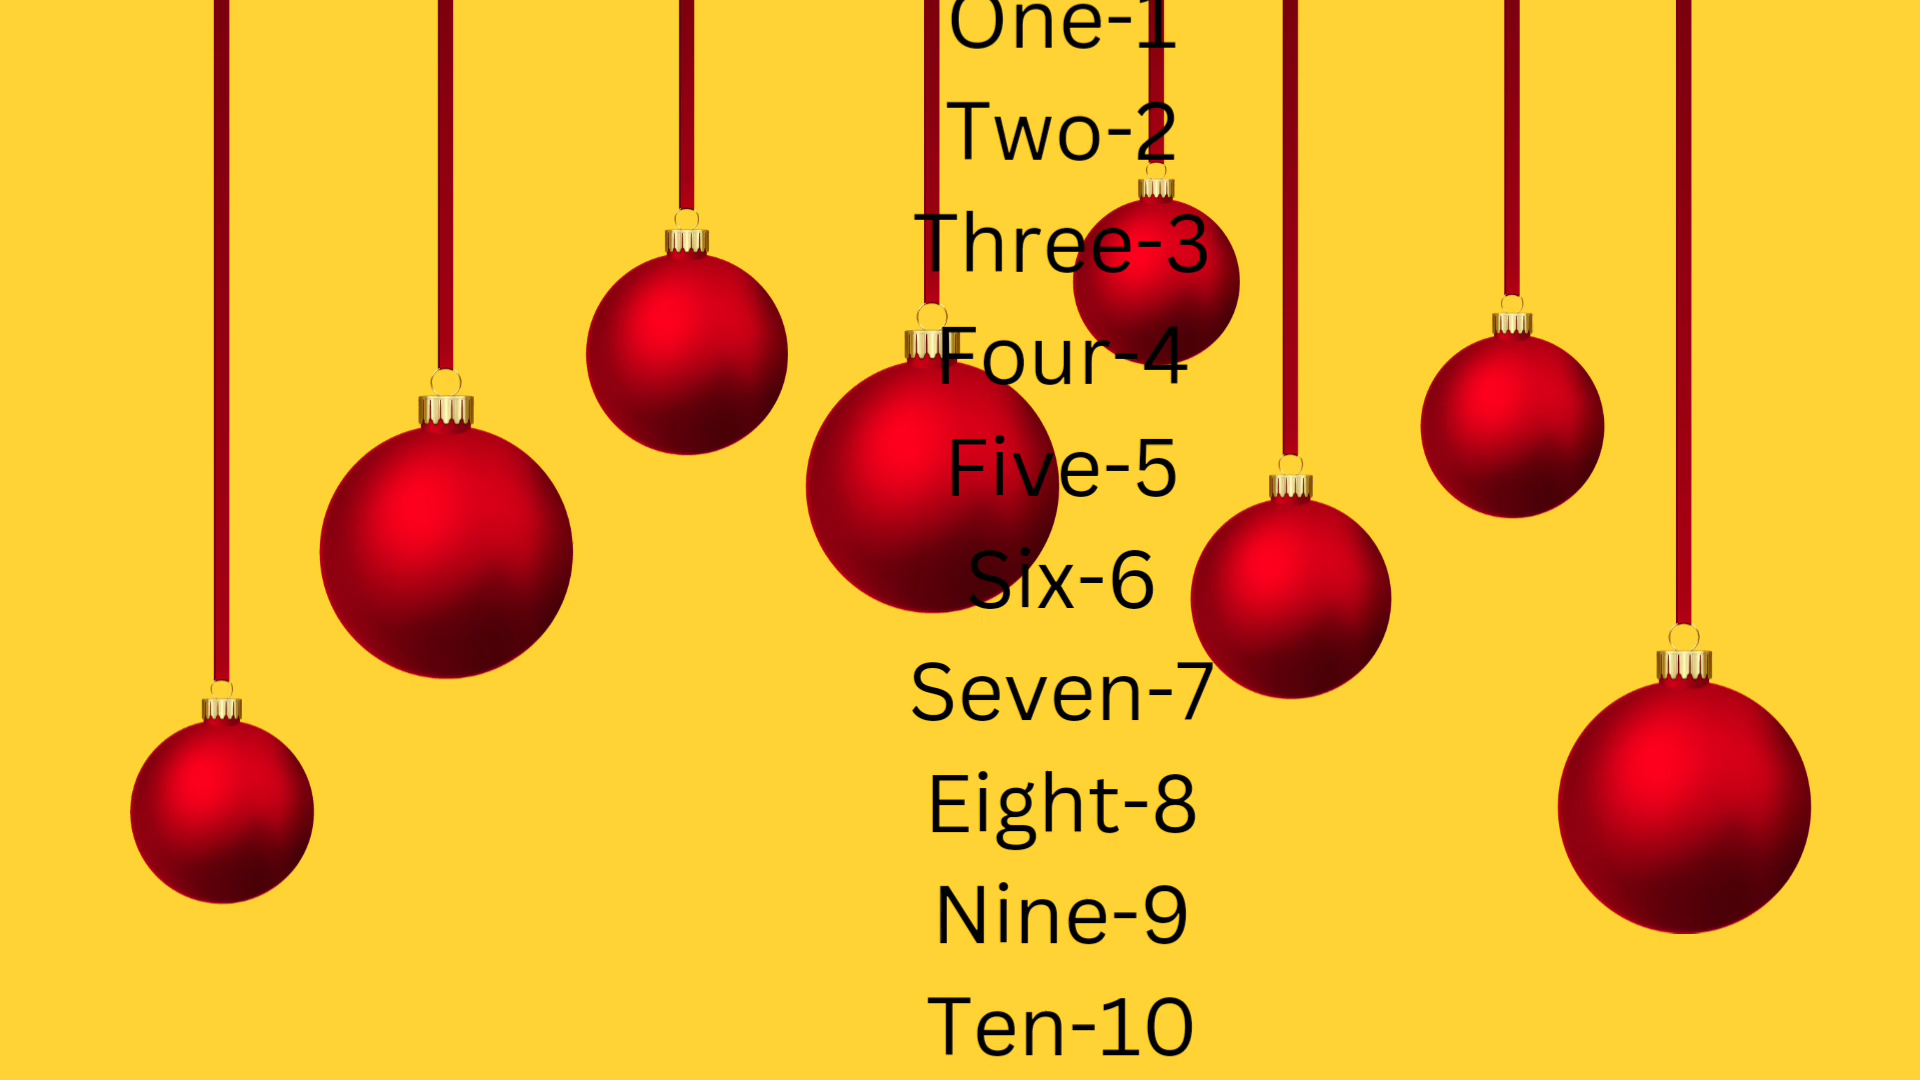 One-1
Two-2
Three-3
Four-4
Five-5
Six-6
Seven-7
Eight-8
Nine-9
Ten-10